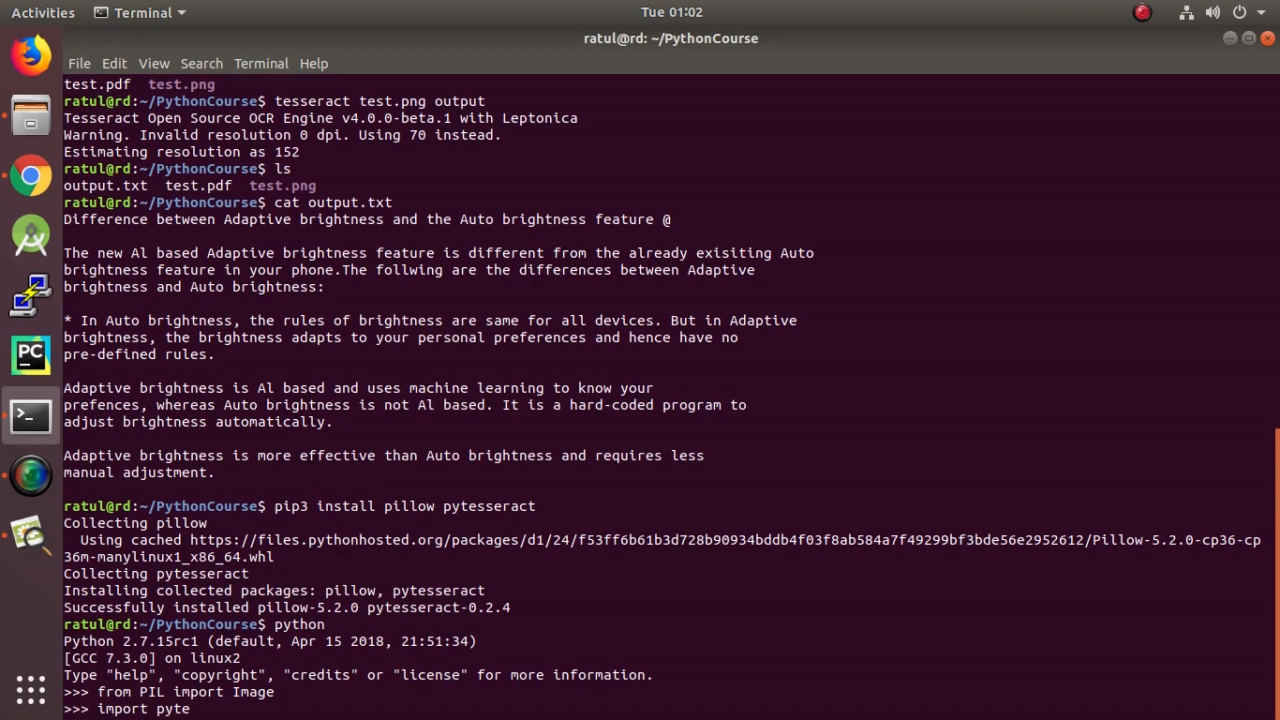 Activities Terminal Tue 01:02
ratul@rd: ~/PythonCourse
File Edit View Search Terminal Help
test.pdf test.png
ratul@rd:~/PythonCourse$ tesseract test.png output
Tesseract Open Source OCR Engine v4.0.0-beta.1 with Leptonica
Warning. Invalid resolution 0 dpi. Using 70 instead.
Estimating resolution as 152
ratul@rd:~/PythonCourse$ ls
output.txt test.pdf test.png
ratul@rd:~/PythonCourse$ cat output.txt
Difference between Adaptive brightness and the Auto brightness feature @
The new Al based Adaptive brightness feature is different from the already exisiting Auto
brightness feature in your phone.The follwing are the differences between Adaptive
brightness and Auto brightness:
* In Auto brightness, the rules of brightness are same for all devices. But in Adaptive
brightness, the brightness adapts to your personal preferences and hence have no
pre-defined rules.
Adaptive brightness is Al based and uses machine learning to know your
prefences, whereas Auto brightness is not Al based. It is a hard-coded program to
adjust brightness automatically.
Adaptive brightness is more effective than Auto brightness and requires less
manual adjustment.
ratul@rd:~/PythonCourse$ pip3 install pillow pytesseract
Collecting pillow
Using cached https://files.pythonhosted.org/packages/d1/24/f53ff6b61b3d728b90934bddb4f03f8ab584a7f49299bf3bde56e2952612/Pillow-5.2.0-cp36-cp
36m-manylinux1_x86_64.whl
Collecting pytesseract
Installing collected packages: pillow, pytesseract
Successfully installed pillow-5.2.0 pytesseract-0.2.4
ratul@rd:~/PythonCourse$ python
Python 2.7.15rc1 (default, Apr 15 2018, 21:51:34)
[GCC 7.3.0] on linux2
Type "help", "copyright", "credits" or "license" for more information.
>>> from PIL import Image
>>> import pyte
PC
>_